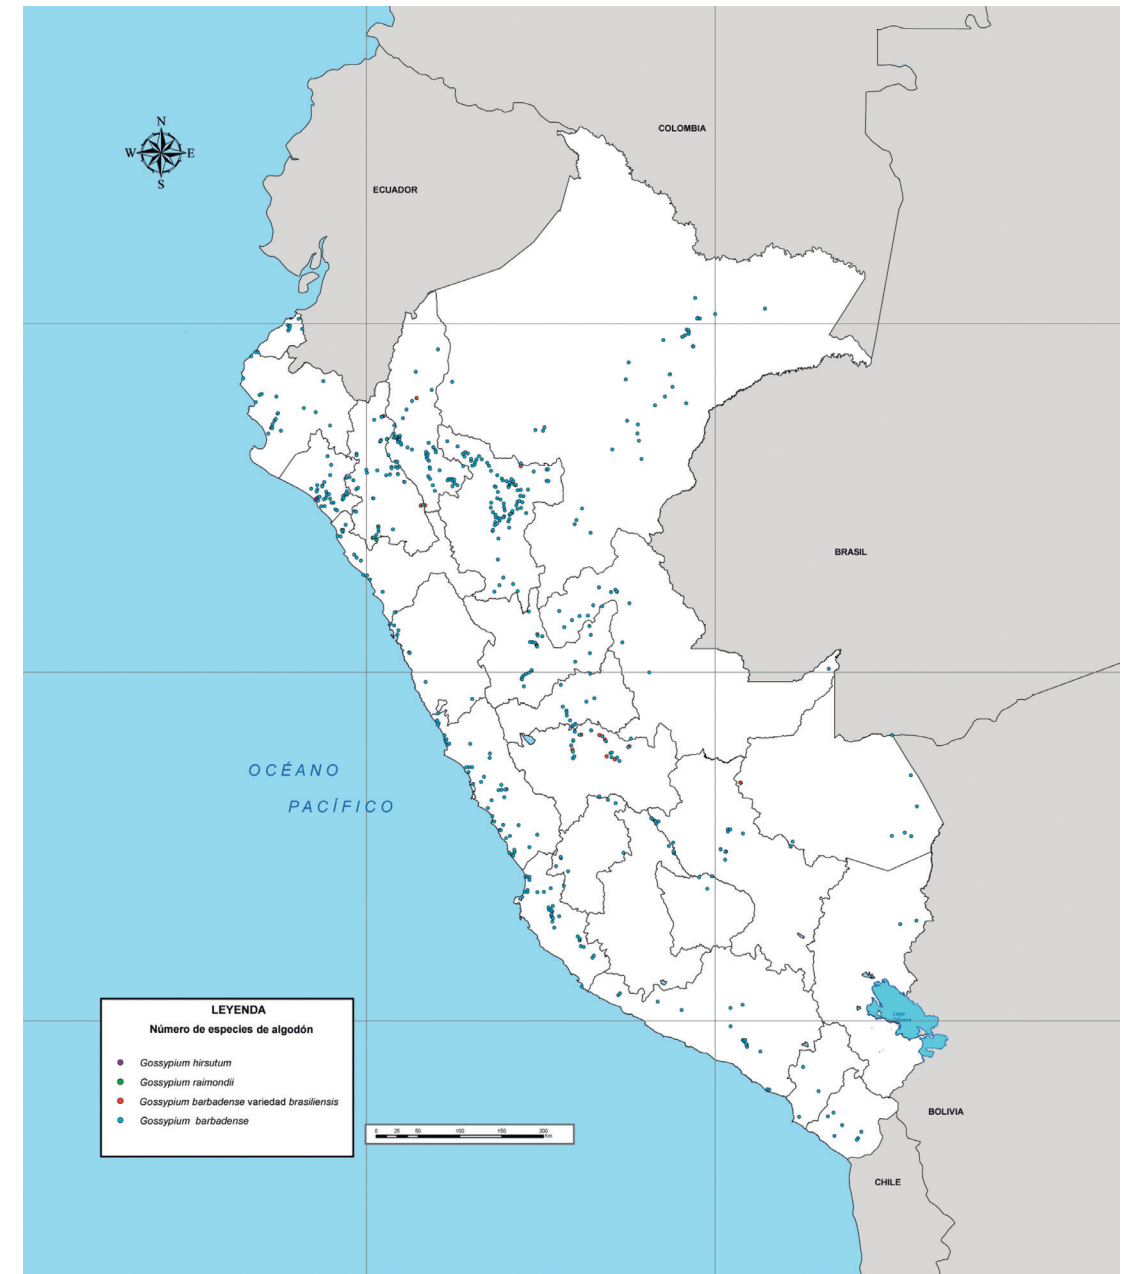 COLOMBIA
N
W E
S
ECUADOR
BRASIL
OCÉANO
PACÍFICO
LEYENDA
Número de especies de algodón
Gossypium hirsutum
Gossypium raimondii
Gossypium barbadense variedad brasiliensis
Gossypium barbadense
0 25 50 100 150 200
Km
Lago
BOLIVIA
CHILE